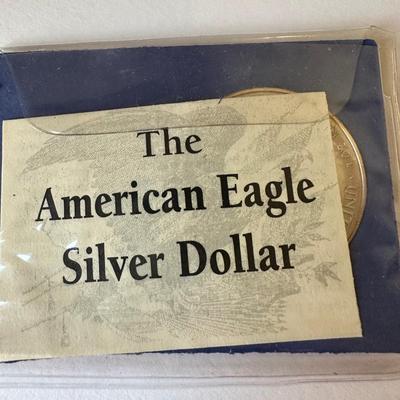 The
American Eagle
Silver Dollar